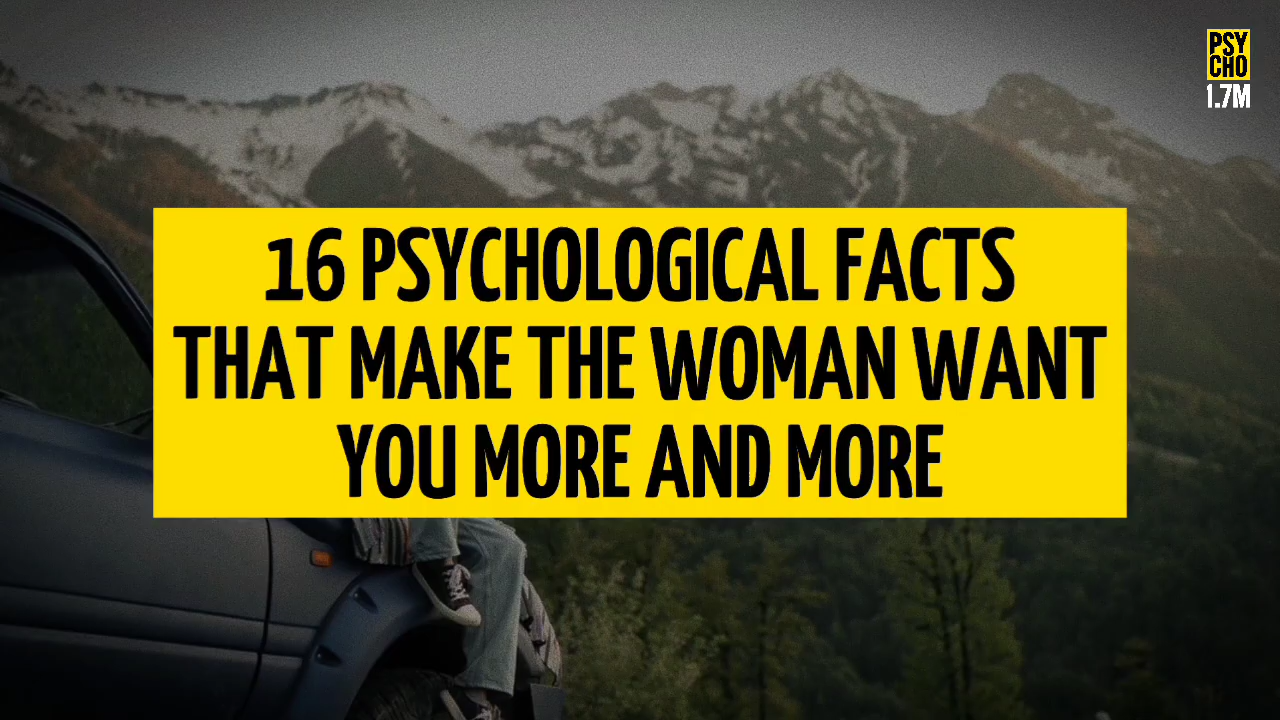 PSY
CHO
1.7M
16 PSYCHOLOGICAL FACTS
THAT MAKE THE WOMAN WANT
YOU MORE AND MORE